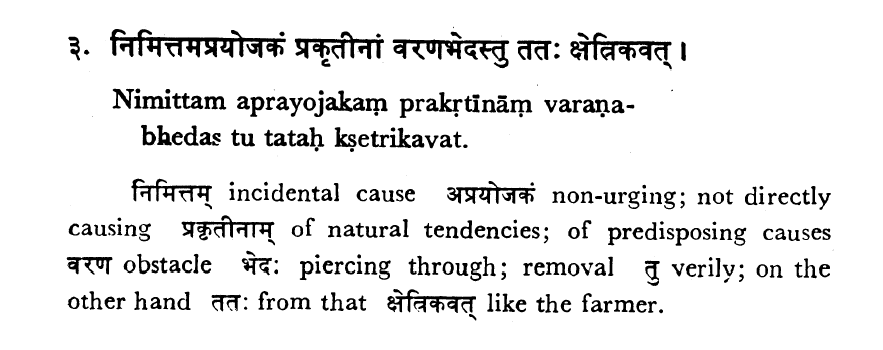 ३. निमित्तमप्रयोजकं प्रकृतीनां वरणभेदस्तु ततः क्षेत्रिकवत् ।
Nimittam aprayojakaṃ prakṛtīnāṃ varaṇa-
bhedas tu tataḥ kṣetrikavat.
निमित्तम् incidental cause अप्रयोजकं non-urging; not directly
causing प्रकृतीनाम् of natural tendencies; of predisposing causes
वरण obstacle भेदः piercing through; removal तु verily; on the
other hand ततः from that क्षेत्रिकवत् like the farmer.